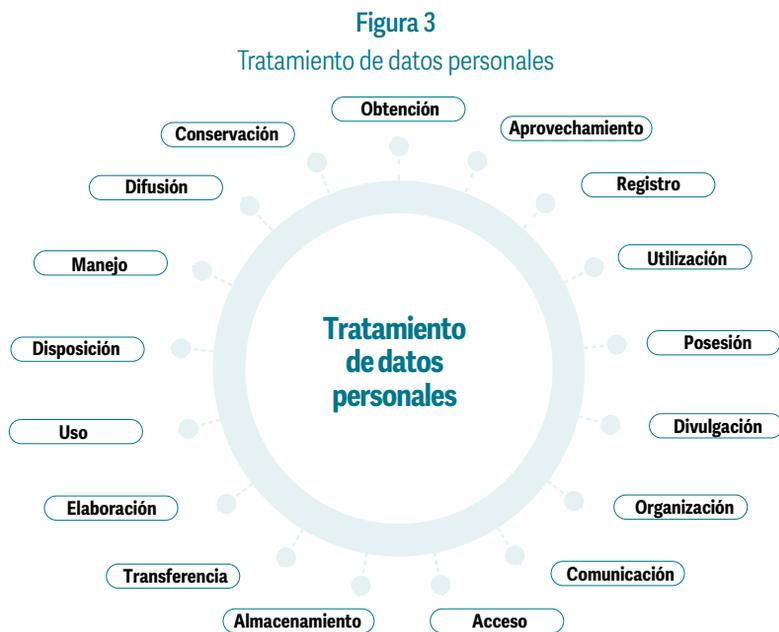 Figura 3
Tratamiento de datos personales
Obtención
Aprovechamiento
Registro
Utilización
Posesión
Divulgación
Organización
Comunicación
Acceso
Almacenamiento
Transferencia
Elaboración
Uso
Disposición
Manejo
Difusión
Conservación
Tratamiento
de datos
personales